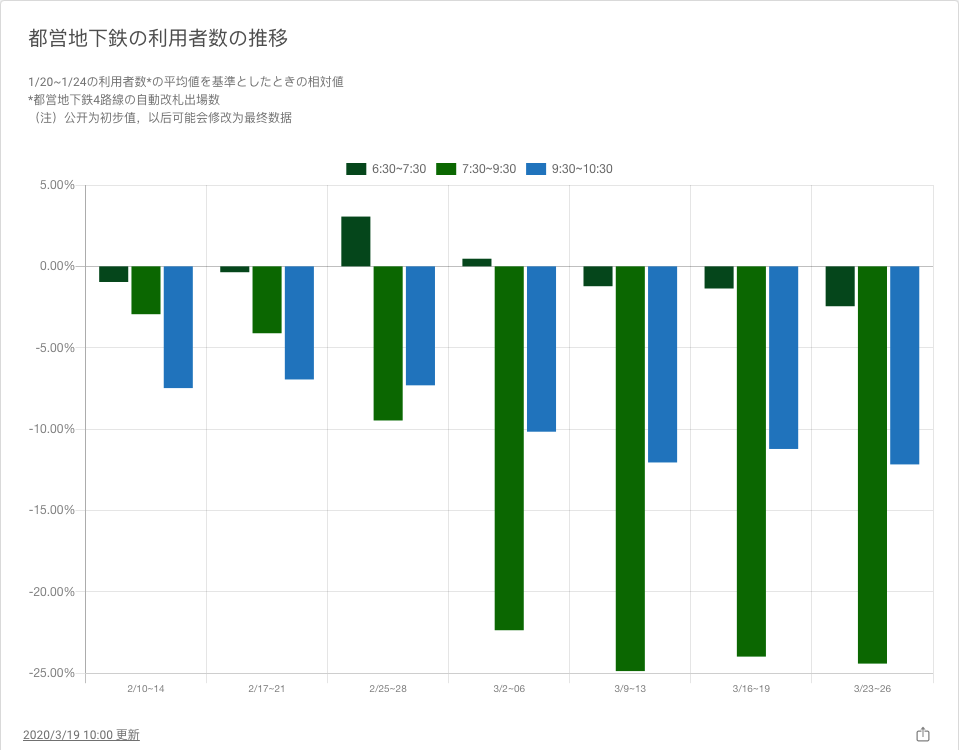 都営地下鉄の利用者数の推移
1/20~1/24の利用者数*の平均値を基準としたときの相対値
*都営地下鉄4路線の自動改札出場数
（注）公开为初步值，以后可能会修改为最终数据
6:30~7:30 7:30~9:30 9:30~10:30
5.00%
0.00%
-5.00%
-10.00%
-15.00%
-20.00%
-25.00%
2/10~14 2/17~21 2/25~28 3/2~06 3/9~13 3/16~19 3/23~26
2020/3/19 10:00 更新